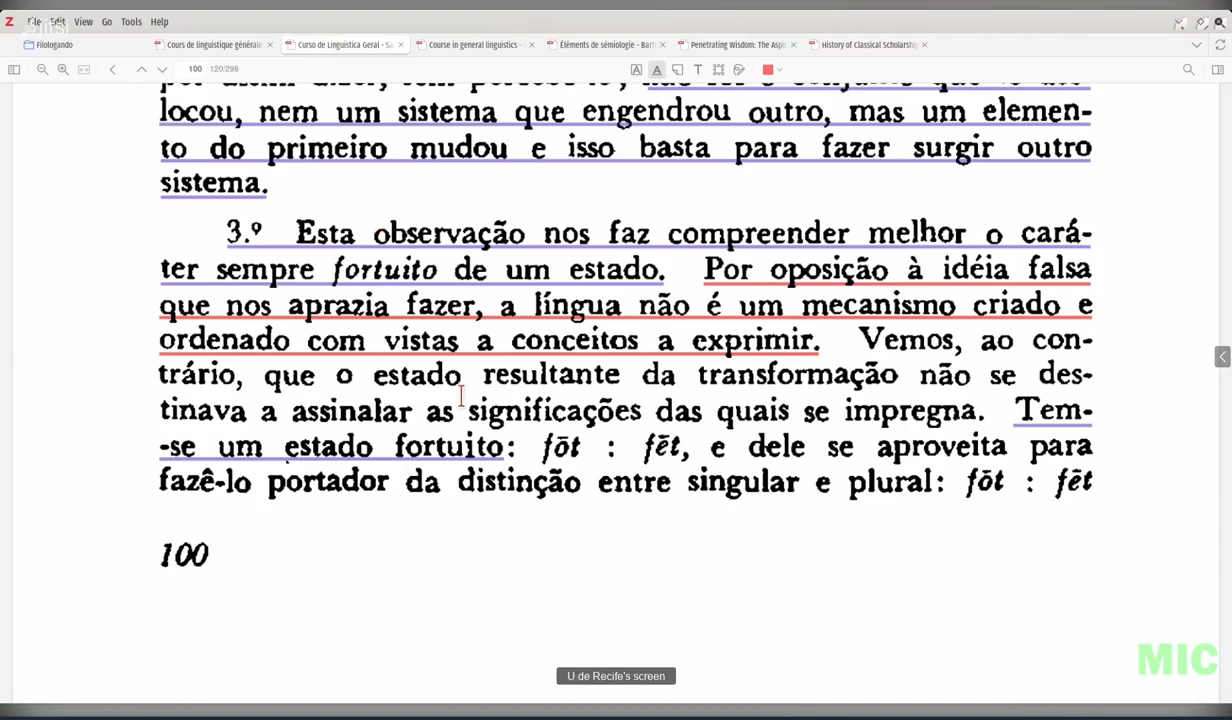 File Edit View Go Tools Help
Filologando
Cours de linguistique générale
Curso de Linguística Geral - Sa
Course in general linguistics -
Éléments de sémiologie - Bart
Penetrating Wisdom: The Aspi
History of Classical Scholarshi
100 120/298
locou, nem um sistema que engendrou outro, mas um elemen-
to do primeiro mudou e isso basta para fazer surgir outro
sistema.
3.º Esta observação nos faz compreender melhor o cará-
ter sempre fortuito de um estado. Por oposição à idéia falsa
que nos aprazia fazer, a língua não é um mecanismo criado e
ordenado com vistas a conceitos a exprimir. Vemos, ao con-
trário, que o estado resultante da transformação não se des-
tinava a assinalar as significações das quais se impregna. Tem-
-se um estado fortuito: fōt : fēt, e dele se aproveita para
fazê-lo portador da distinção entre singular e plural: fōt : fēt
100
MIC
U de Recife's screen